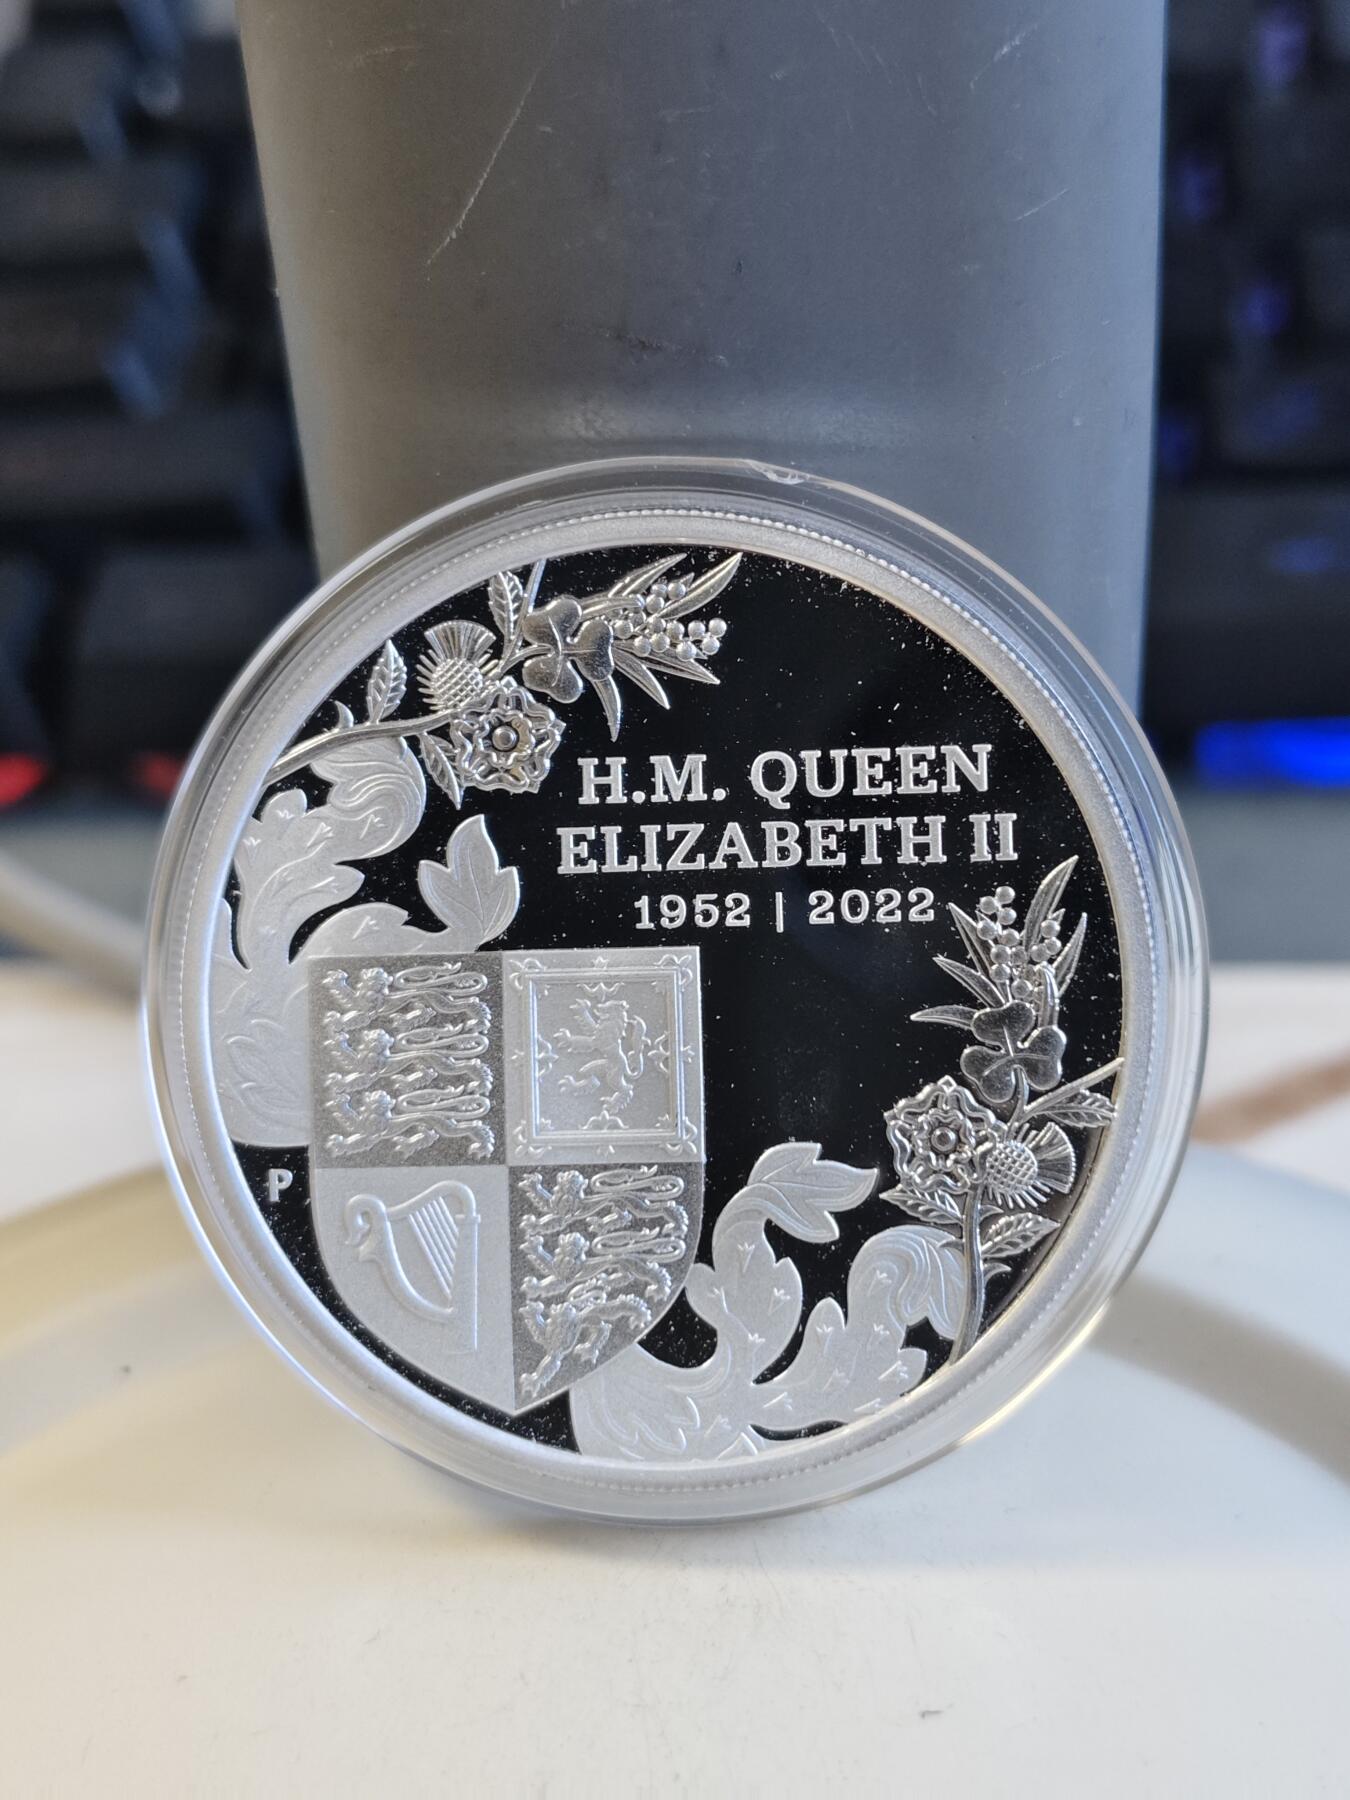 H.M. QUEEN
ELIZABETH II
1952 | 2022
P